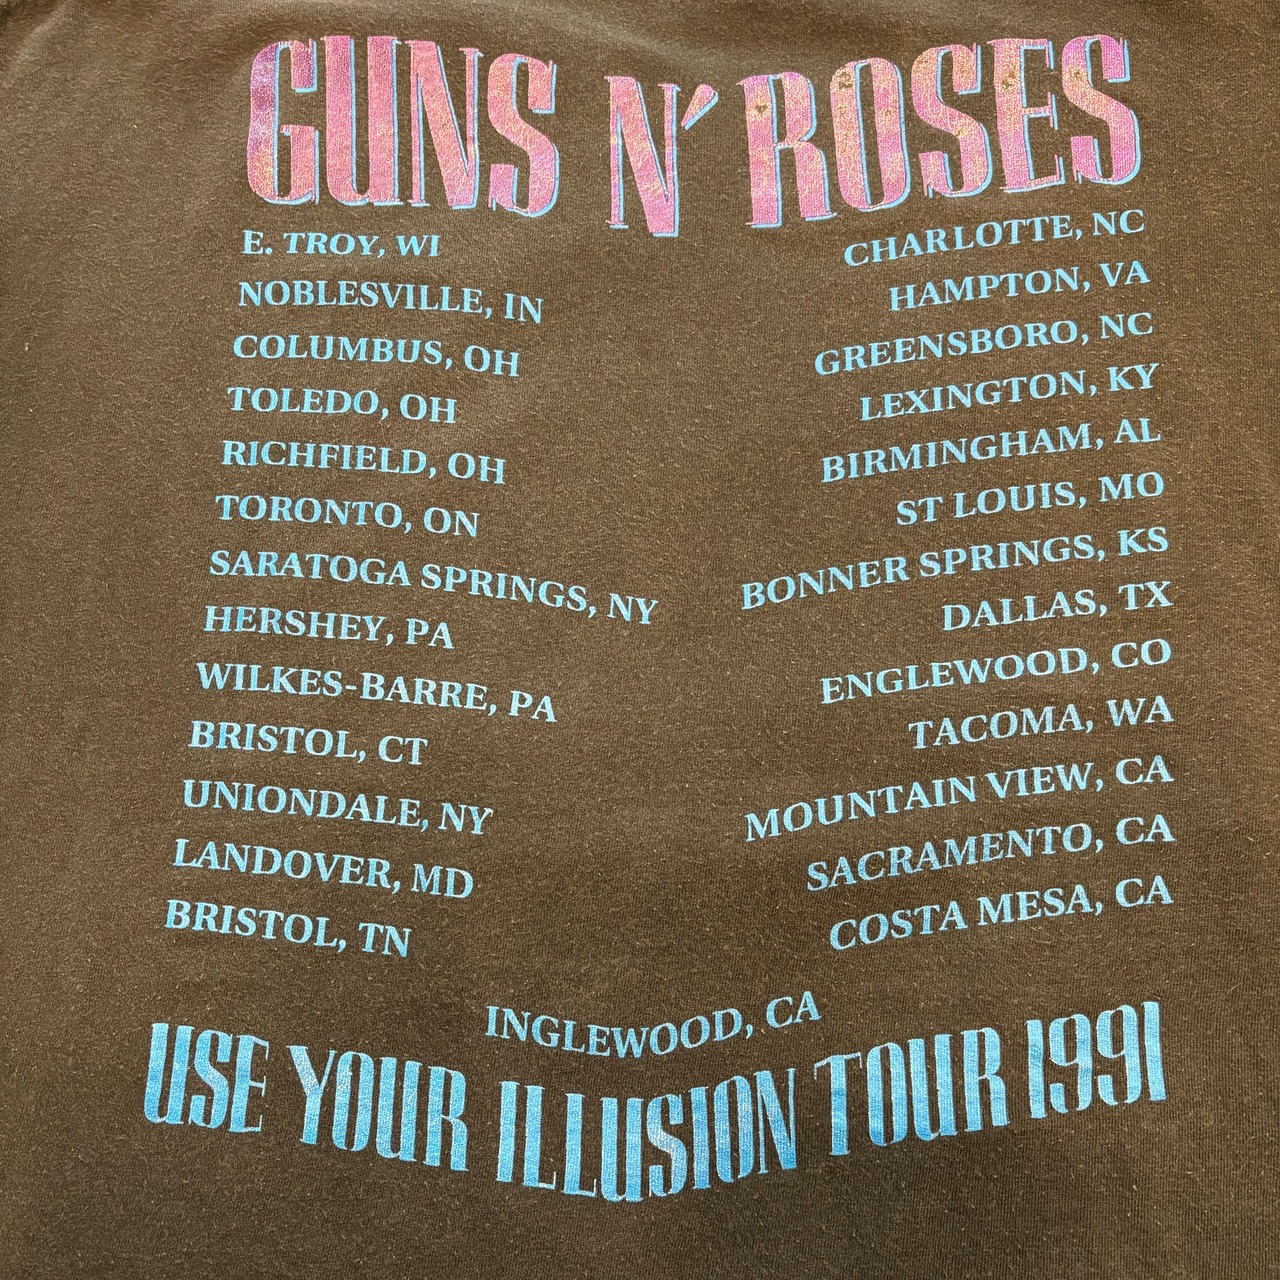 GUNS N' ROSES
E. TROY, WI
NOBLESVILLE, IN
COLUMBUS, OH
TOLEDO, OH
RICHFIELD, OH
TORONTO, ON
SARATOGA SPRINGS, NY
HERSHEY, PA
WILKES-BARRE, PA
BRISTOL, CT
UNIONDALE, NY
LANDOVER, MD
BRISTOL, TN
CHARLOTTE, NC
HAMPTON, VA
GREENSBORO, NC
LEXINGTON, KY
BIRMINGHAM, AL
ST LOUIS, MO
BONNER SPRINGS, KS
DALLAS, TX
ENGLEWOOD, CO
TACOMA, WA
MOUNTAIN VIEW, CA
SACRAMENTO, CA
COSTA MESA, CA
INGLEWOOD, CA
USE YOUR ILLUSION TOUR 1991